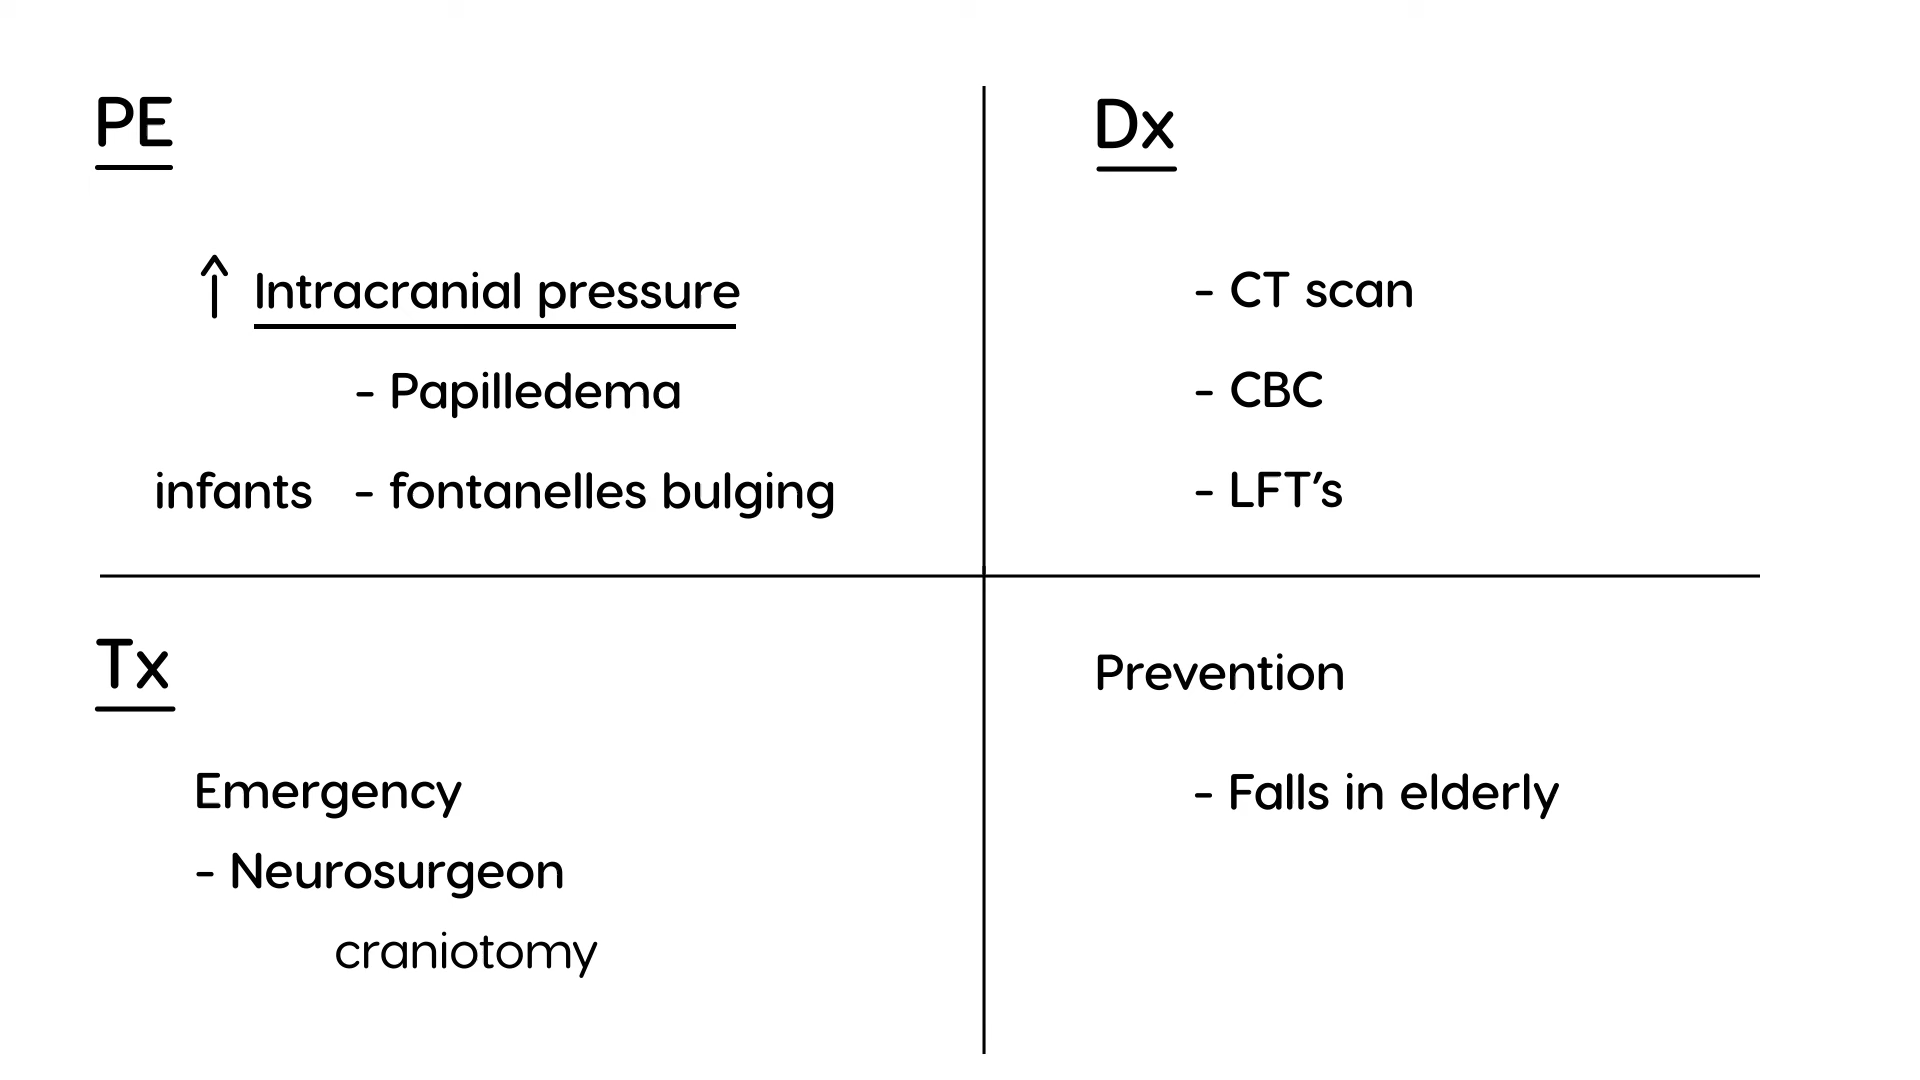 PE
↑ Intracranial pressure
- Papilledema
infants - fontanelles bulging
Dx
- CT scan
- CBC
- LFT's
Tx
Emergency
- Neurosurgeon
craniotomy
Prevention
- Falls in elderly